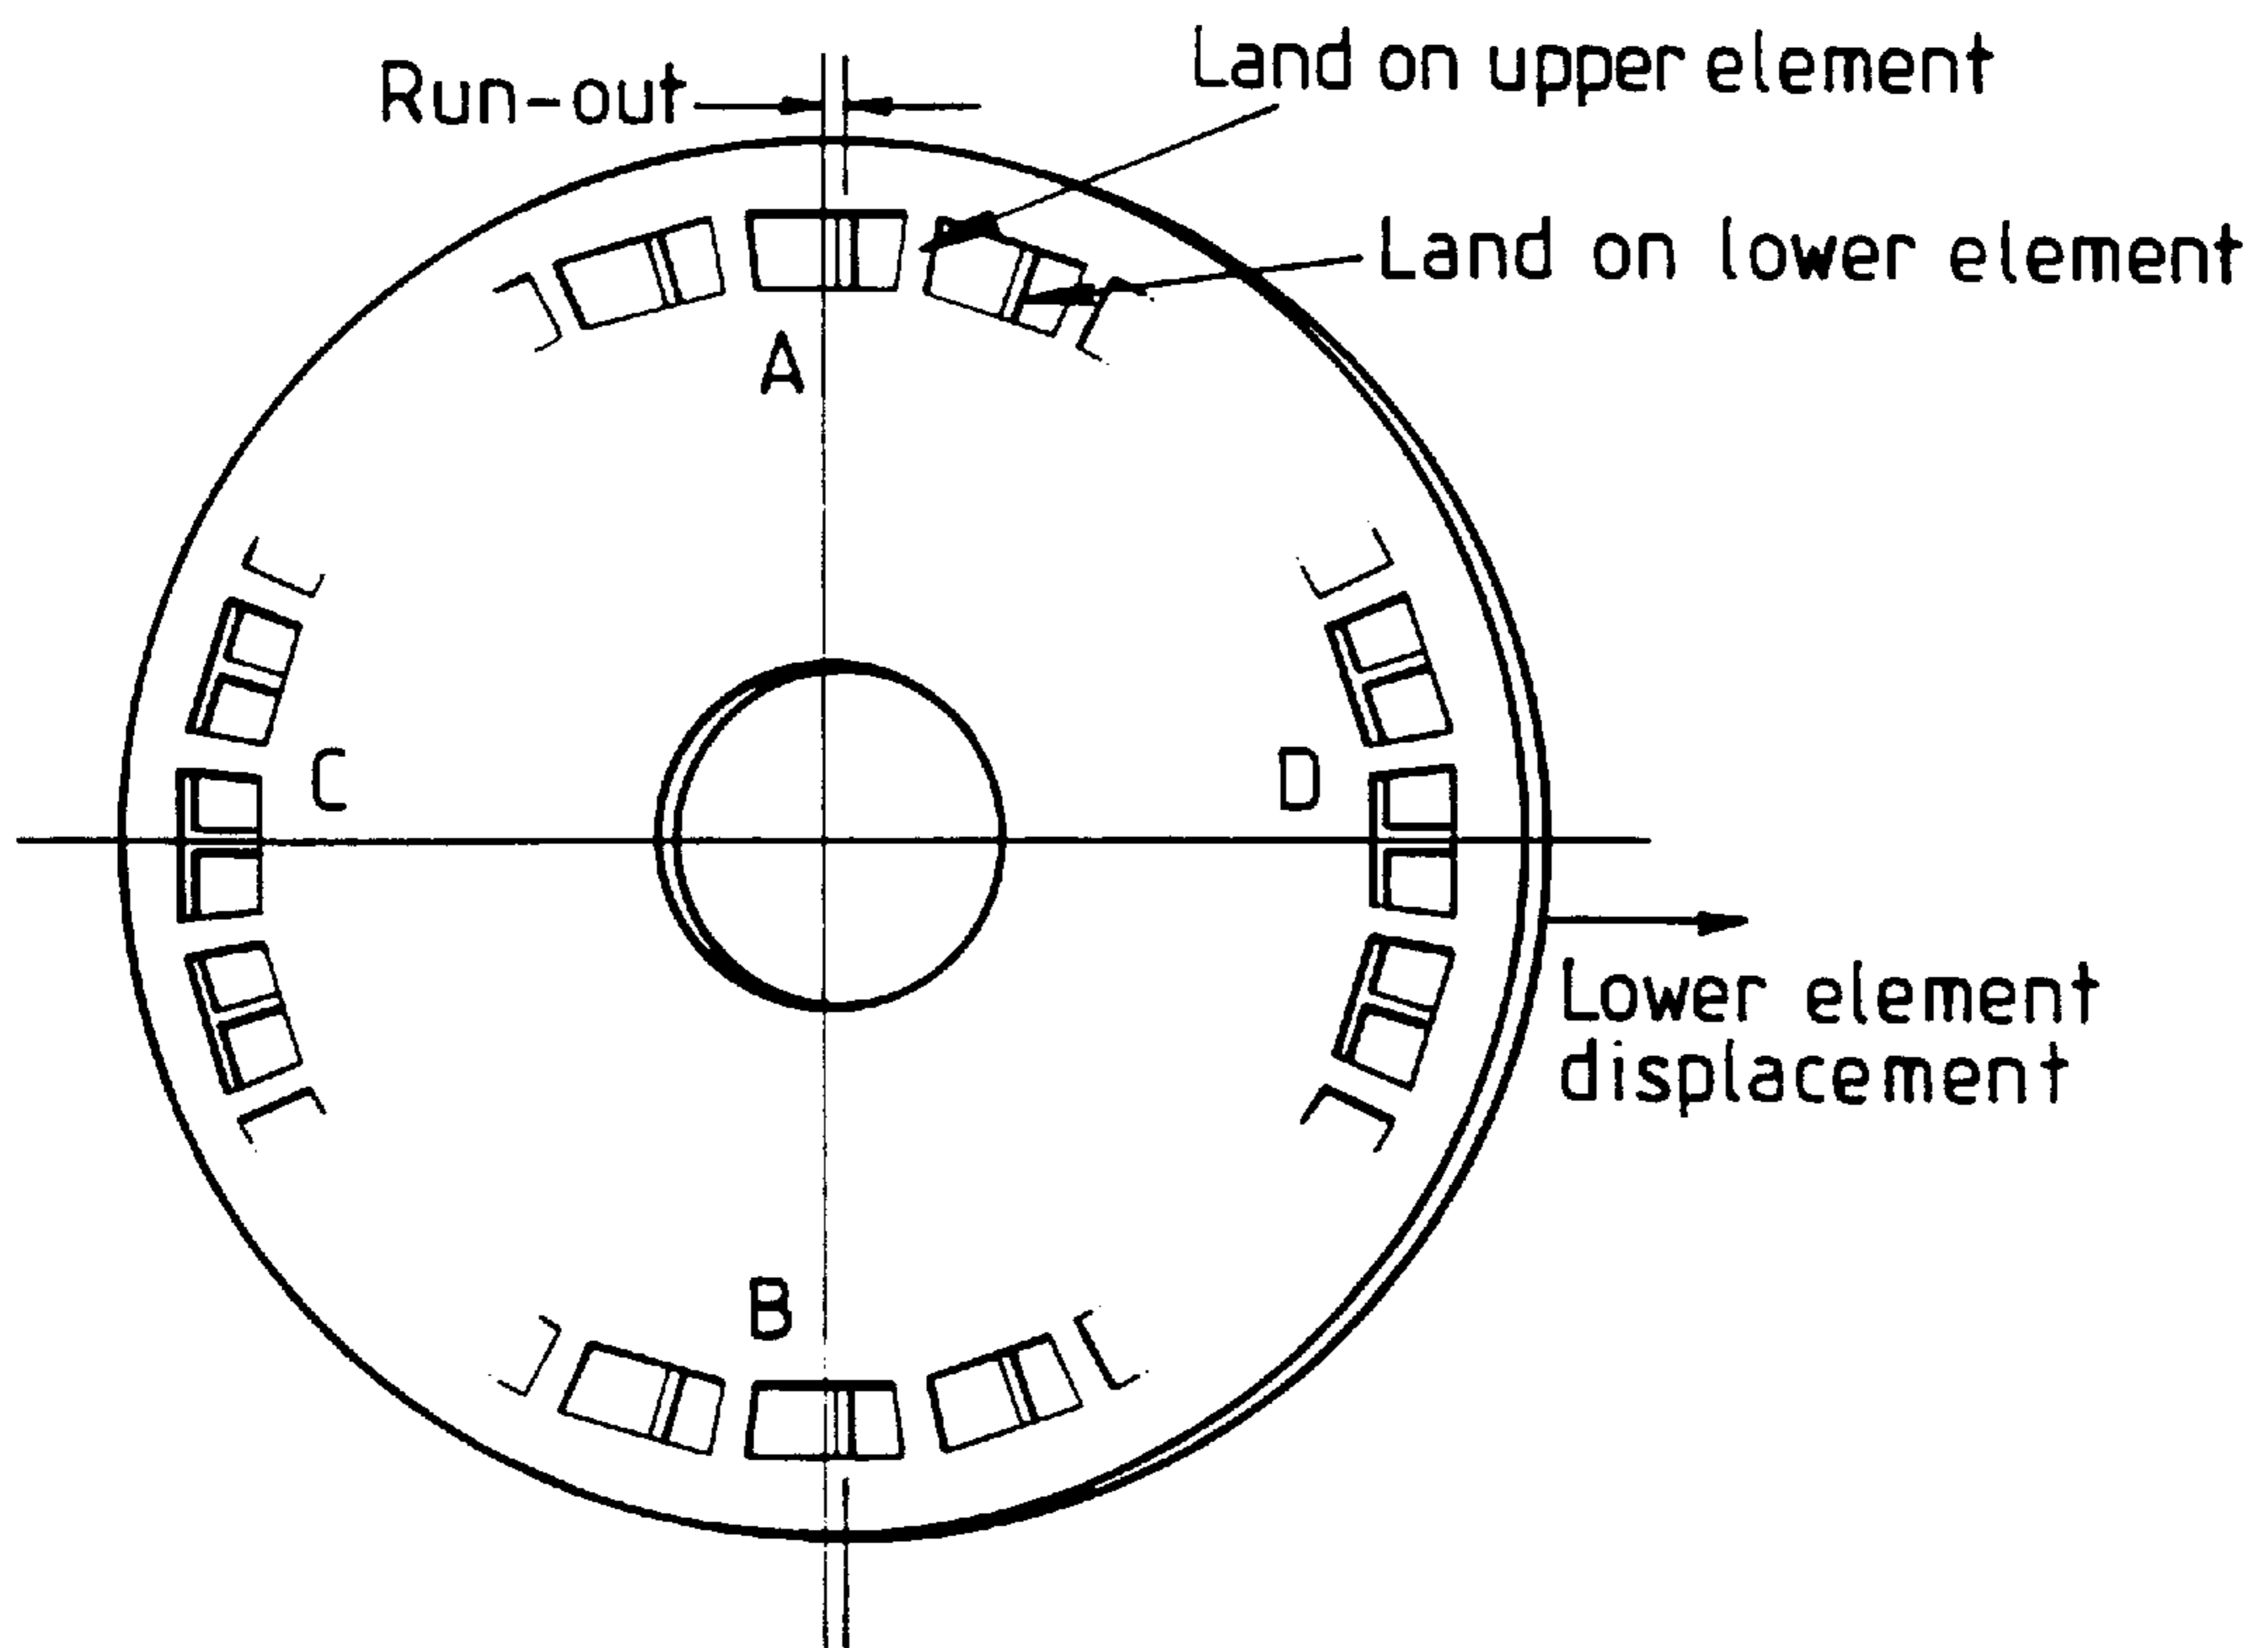 Run-out
Land on upper element
Land on lower element
A
C
D
Lower element
displacement
B